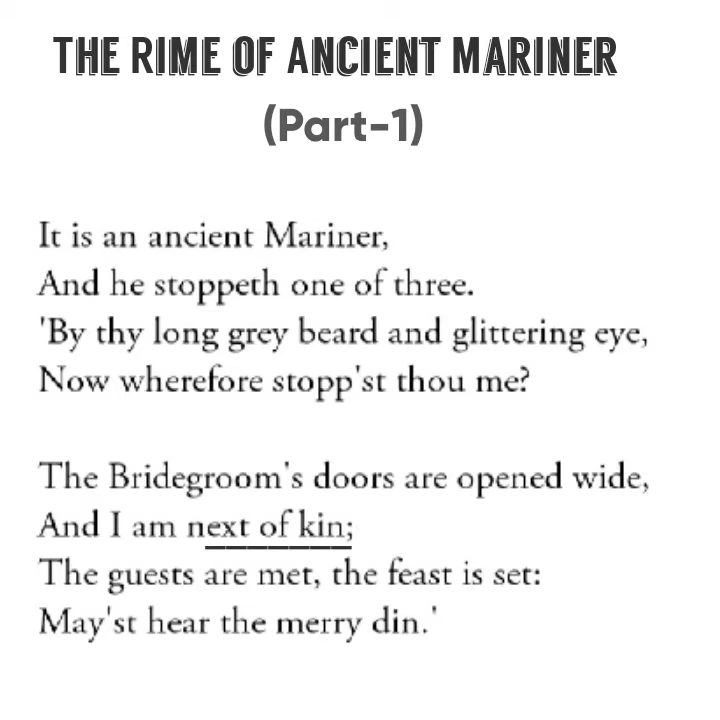 THE RIME OF ANCIENT MARINER
(Part-1)
It is an ancient Mariner,
And he stoppeth one of three.
'By thy long grey beard and glittering eye,
Now wherefore stopp'st thou me?
The Bridegroom's doors are opened wide,
And I am next of kin;
The guests are met, the feast is set:
May'st hear the merry din.'